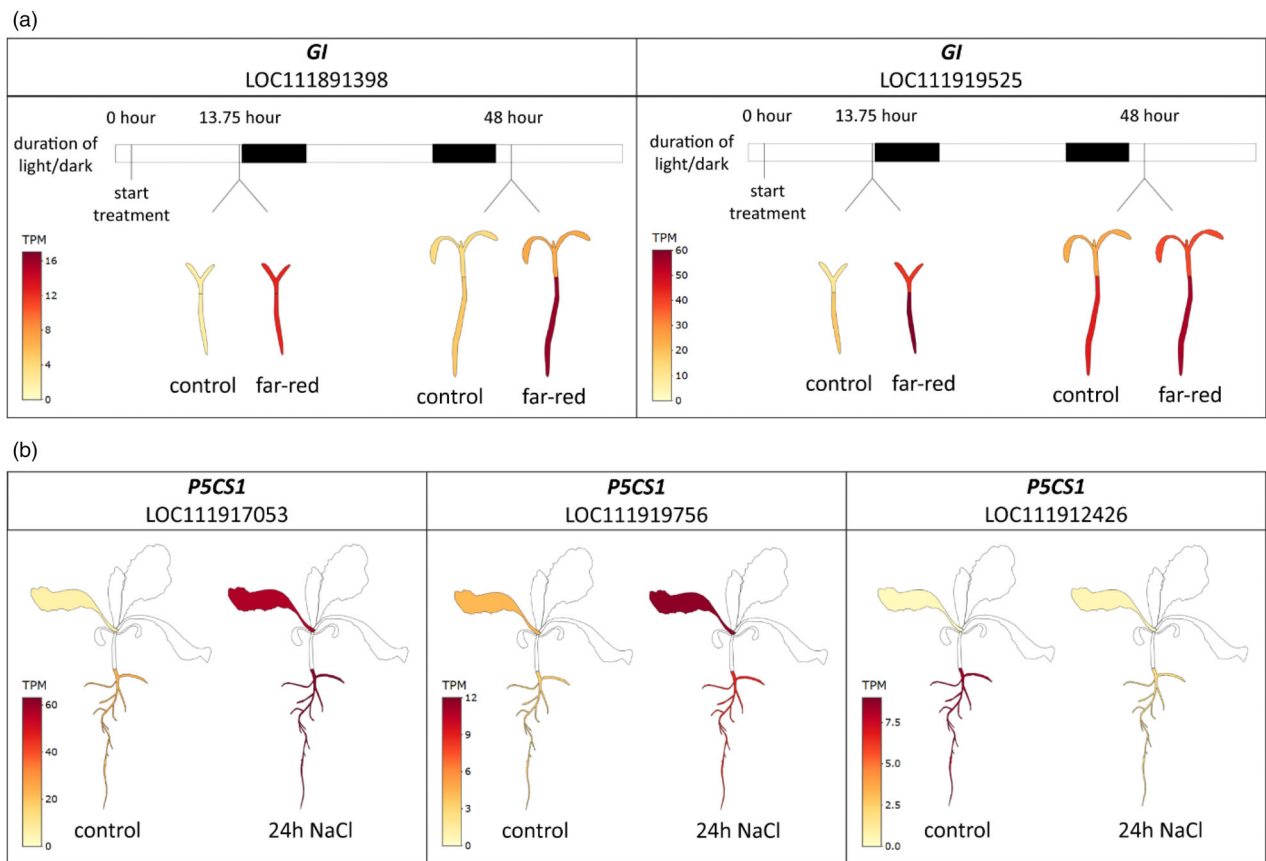 (a)
GI
LOC111891398
GI
LOC111919525
0 hour 13.75 hour 48 hour
duration of
light/dark
start
treatment
TPM
16
12
8
4
0
control far-red control far-red
0 hour 13.75 hour 48 hour
duration of
light/dark
start
treatment
TPM
60
50
40
30
20
10
0
control far-red control far-red
(b)
P5CS1
LOC111917053
P5CS1
LOC111919756
P5CS1
LOC111912426
TPM
60
40
20
0
control 24h NaCl
TPM
12
9
6
3
0
control 24h NaCl
TPM
7.5
5.0
2.5
0.0
control 24h NaCl